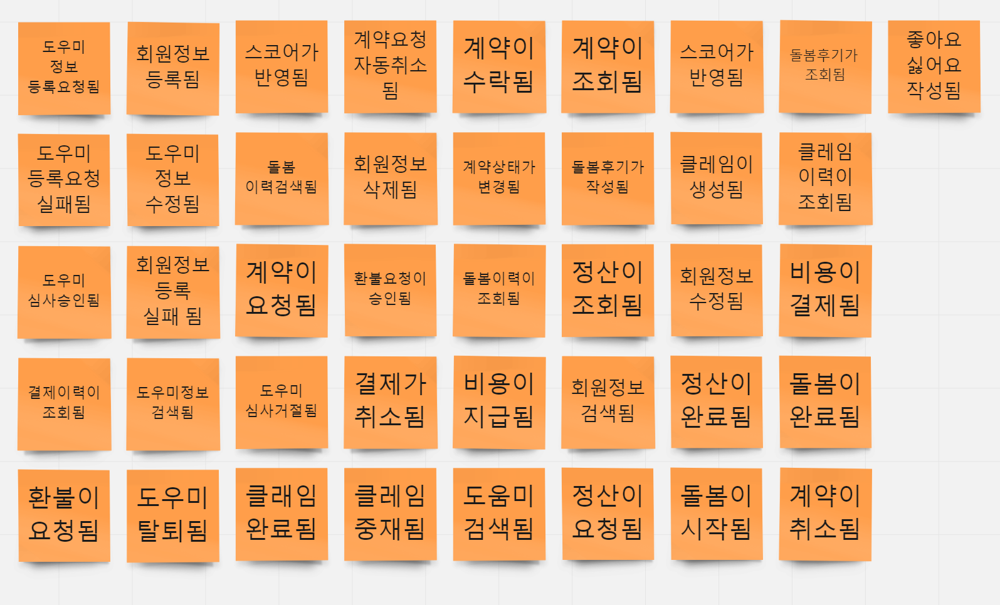 도우미
정보
등록요청됨
회원정보
등록됨
스코어가
반영됨
계약요청
자동취소
됨
계약이
수락됨
계약이
조회됨
스코어가
반영됨
돌봄후기가
조회됨
좋아요
싫어요
작성됨
도우미
등록요청
실패됨
도우미
정보
수정됨
돌봄
이력검색됨
회원정보
삭제됨
계약상태가
변경됨
돌봄후기가
작성됨
클레임이
생성됨
클레임
이력이
조회됨
도우미
심사승인됨
회원정보
등록
실패 됨
계약이
요청됨
환불요청이
승인됨
돌봄이력이
조회됨
정산이
조회됨
회원정보
수정됨
비용이
결제됨
결제이력이
조회됨
도우미정보
검색됨
도우미
심사거절됨
결제가
취소됨
비용이
지급됨
회원정보
검색됨
정산이
완료됨
돌봄이
완료됨
환불이
요청됨
도우미
탈퇴됨
클래임
완료됨
클레임
중재됨
도움미
검색됨
정산이
요청됨
돌봄이
시작됨
계약이
취소됨